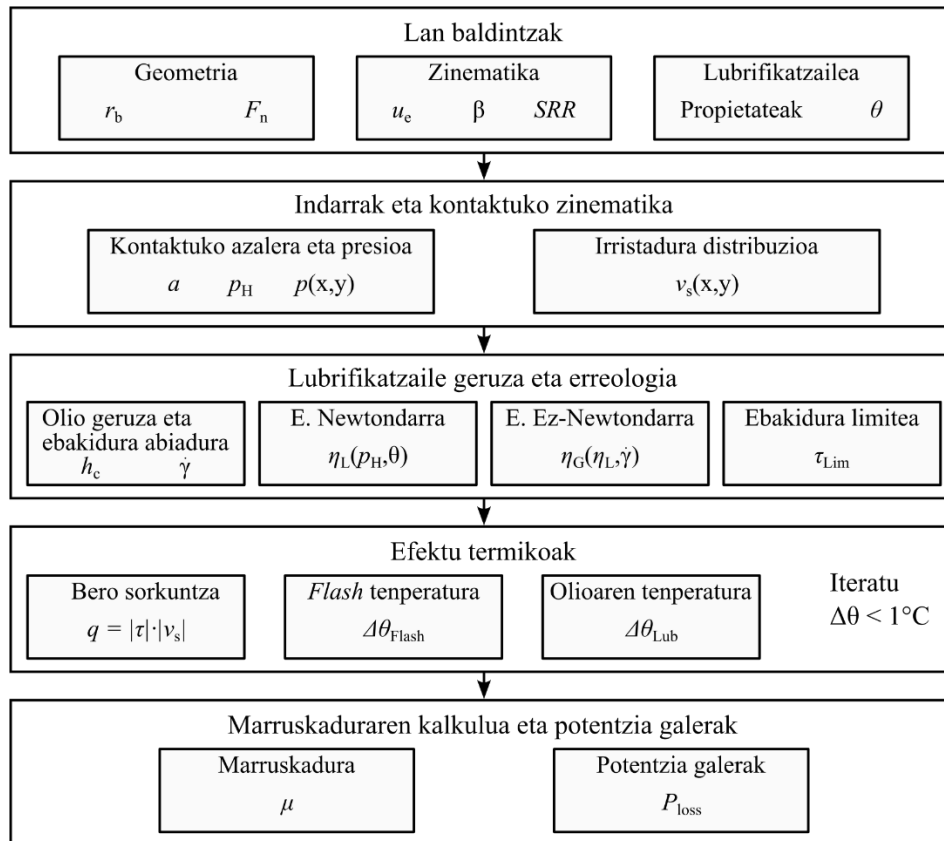 Lan baldintzak
Geometria
r_b F_n
Zinematika
u_e β SRR
Lubrifikatzailea
Propietateak θ
Indarrak eta kontaktuko zinematika
Kontaktuko azalera eta presioa
a p_H p(x,y)
Irristadura distribuzioa
v_s(x,y)
Lubrifikatzaile geruza eta erreologia
Olio geruza eta
ebakidura abiadura
h_c γ̇
E. Newtondarra
η_L(p_H,θ)
E. Ez-Newtondarra
η_G(η_L,γ̇)
Ebakidura limitea
τ_Lim
Efektu termikoak
Bero sorkuntza
q = |τ|·|v_s|
Flash tenperatura
Δθ_Flash
Olioaren tenperatura
Δθ_Lub
Iteratu
Δθ < 1°C
Marruskaduraren kalkulua eta potentzia galerak
Marruskadura
μ
Potentzia galerak
P_loss